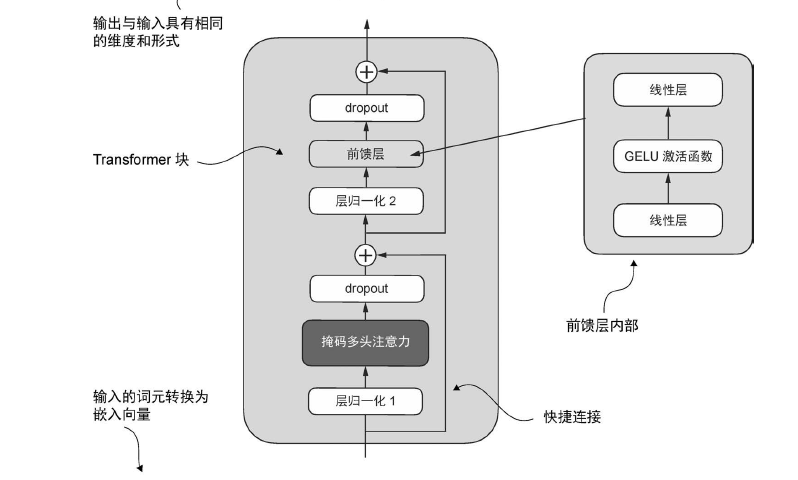 输出与输入具有相同
的维度和形式
dropout
前馈层
层归一化 2
dropout
掩码多头注意力
层归一化 1
Transformer 块
线性层
GELU 激活函数
线性层
前馈层内部
快捷连接
输入的词元转换为
嵌入向量